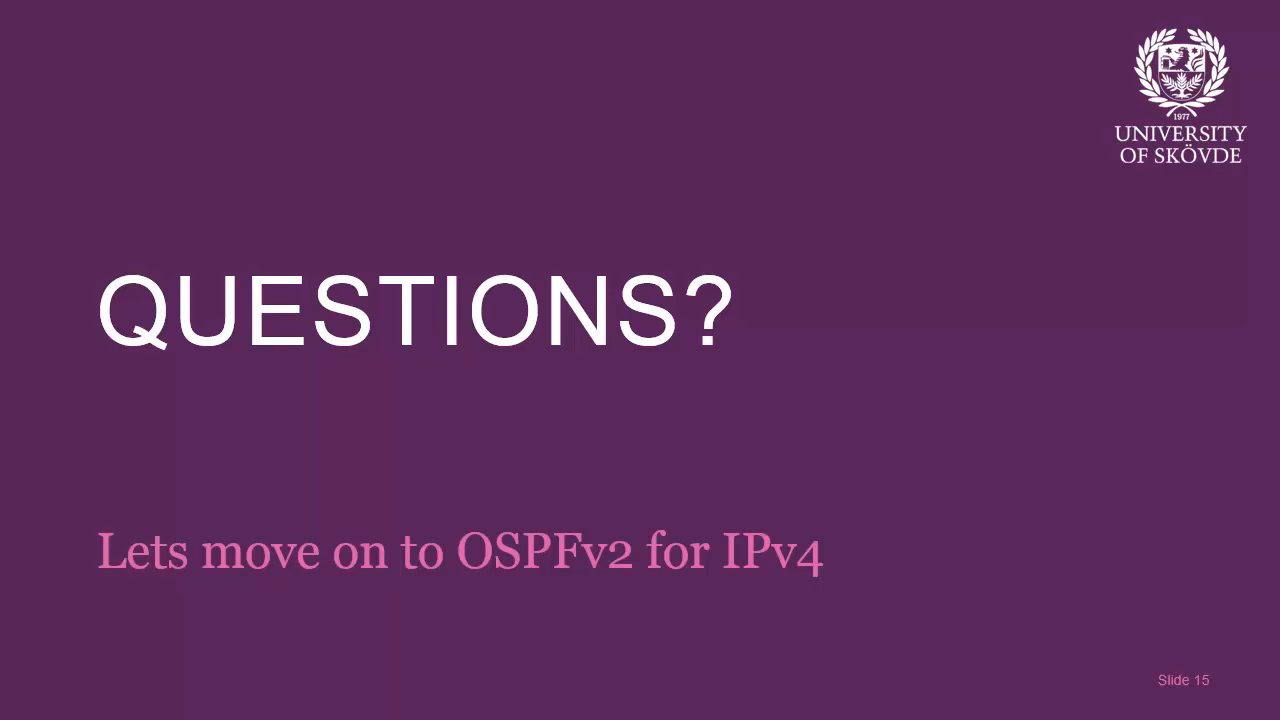 1977
UNIVERSITY
OF SKÖVDE
QUESTIONS?
Lets move on to OSPFv2 for IPv4
Slide 15